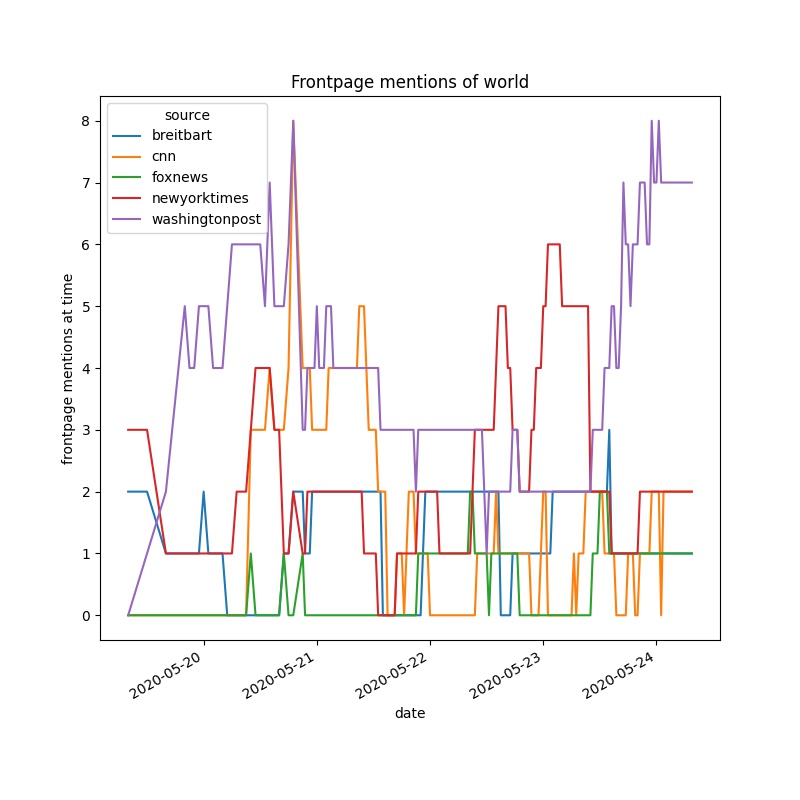 Frontpage mentions of world
source
breitbart
cnn
foxnews
newyorktimes
washingtonpost
frontpage mentions at time
8
7
6
5
4
3
2
1
0
2020-05-20
2020-05-21
2020-05-22
2020-05-23
2020-05-24
date